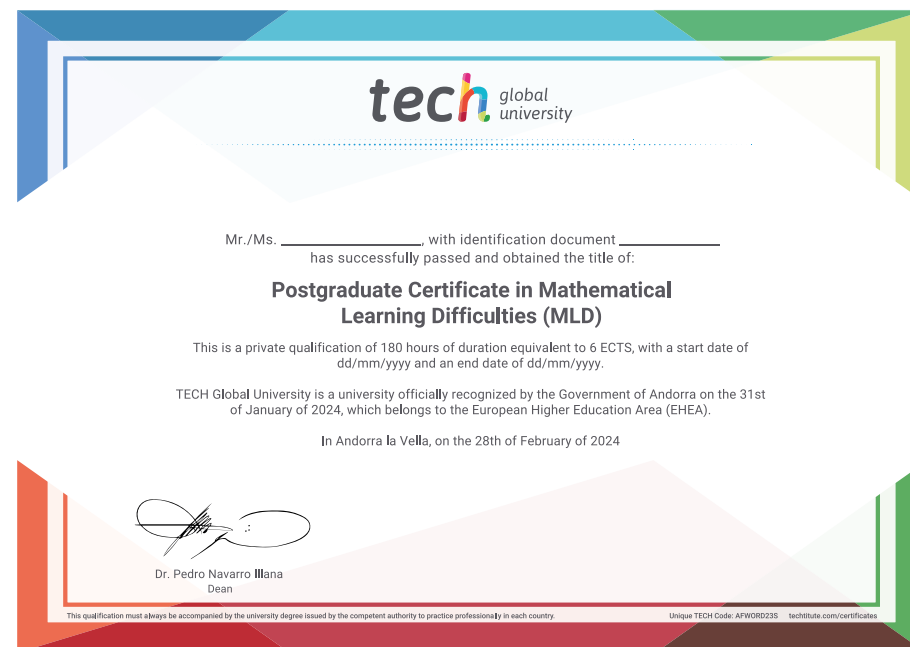 tech global university
Mr./Ms. ____________________, with identification document ______________
has successfully passed and obtained the title of:
Postgraduate Certificate in Mathematical
Learning Difficulties (MLD)
This is a private qualification of 180 hours of duration equivalent to 6 ECTS, with a start date of
dd/mm/yyyy and an end date of dd/mm/yyyy.
TECH Global University is a university officially recognized by the Government of Andorra on the 31st
of January of 2024, which belongs to the European Higher Education Area (EHEA).
In Andorra la Vella, on the 28th of February of 2024
Dr. Pedro Navarro Illana
Dean
This qualification must always be accompanied by the university degree issued by the competent authority to practice professionally in each country.
Unique TECH Code: AFWORD23S techtitute.com/certificates